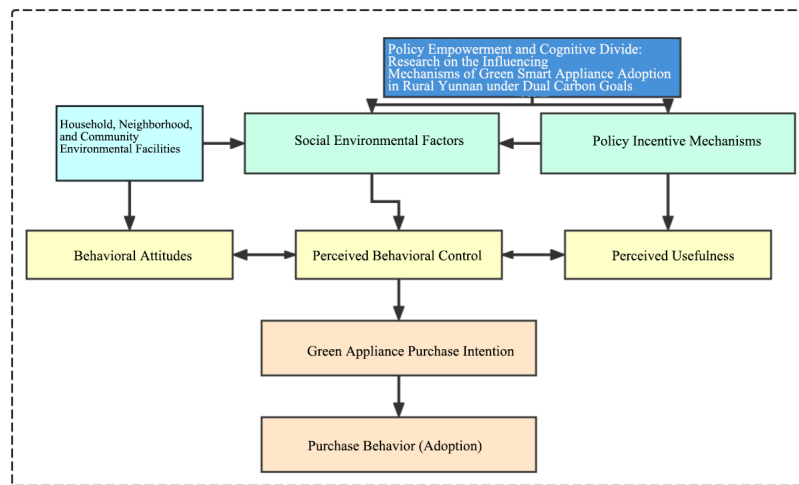 Policy Empowerment and Cognitive Divide:
Research on the Influencing
Mechanisms of Green Smart Appliance Adoption
in Rural Yunnan under Dual Carbon Goals
Household, Neighborhood,
and Community
Environmental Facilities
Social Environmental Factors
Policy Incentive Mechanisms
Behavioral Attitudes
Perceived Behavioral Control
Perceived Usefulness
Green Appliance Purchase Intention
Purchase Behavior (Adoption)